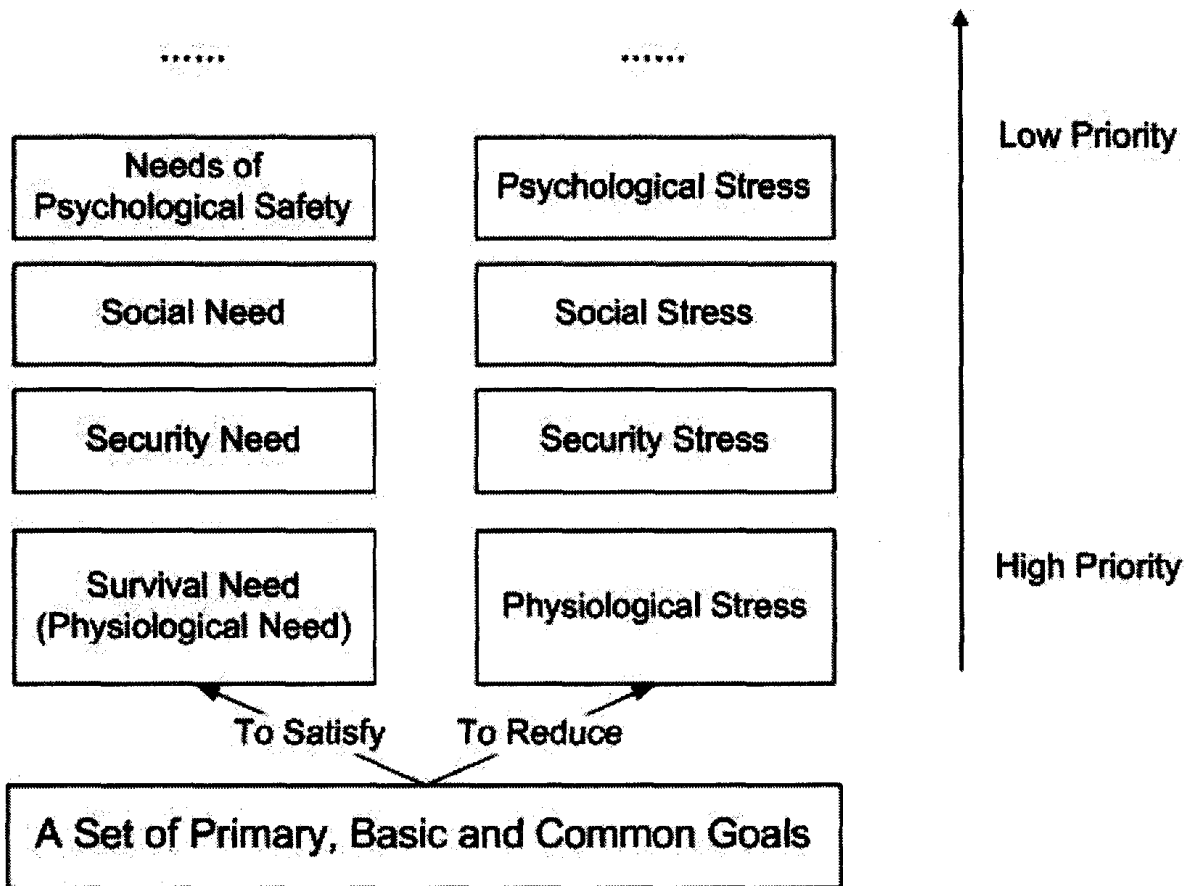 ...... ......
Low Priority
Needs of
Psychological Safety
Psychological Stress
Social Need
Social Stress
Security Need
Security Stress
High Priority
Survival Need
(Physiological Need)
Physiological Stress
To Satisfy
To Reduce
A Set of Primary, Basic and Common Goals